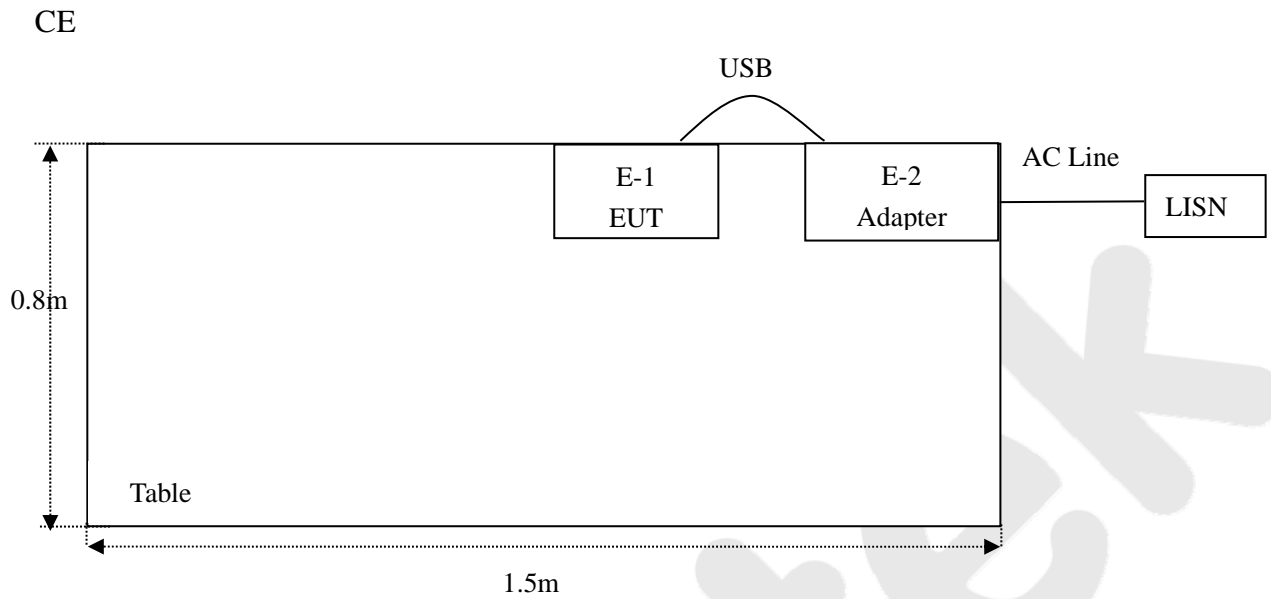 CE
USB
AC Line
E-1
EUT
E-2
Adapter
LISN
0.8m
Table
1.5m